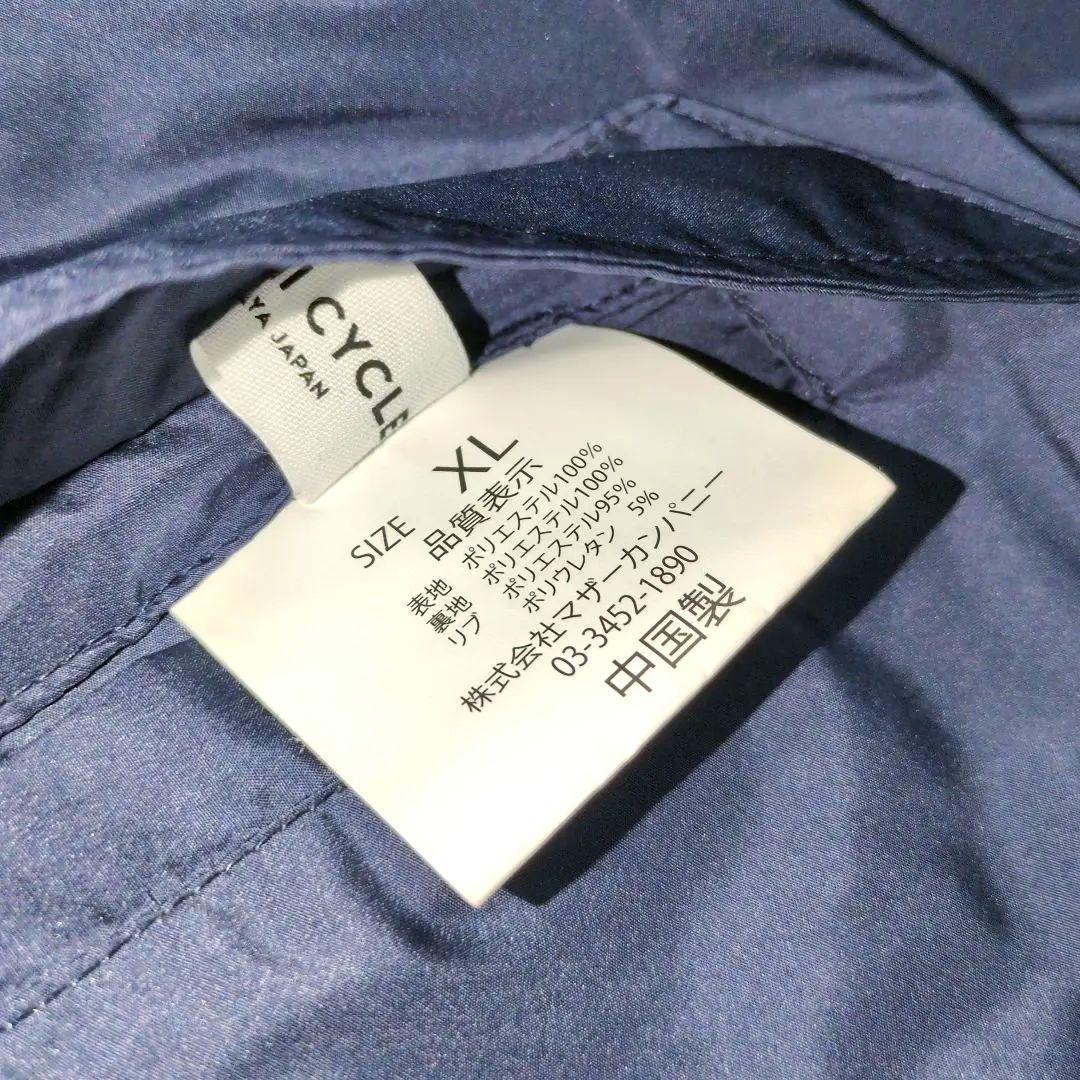 CYCLE
YA JAPAN
SIZE XL
品質表示
表地 ポリエステル100%
裏地 ポリエステル100%
リブ ポリエステル95%
ポリウレタン 5%
株式会社マザーカンパニー
03-3452-1890
中国製